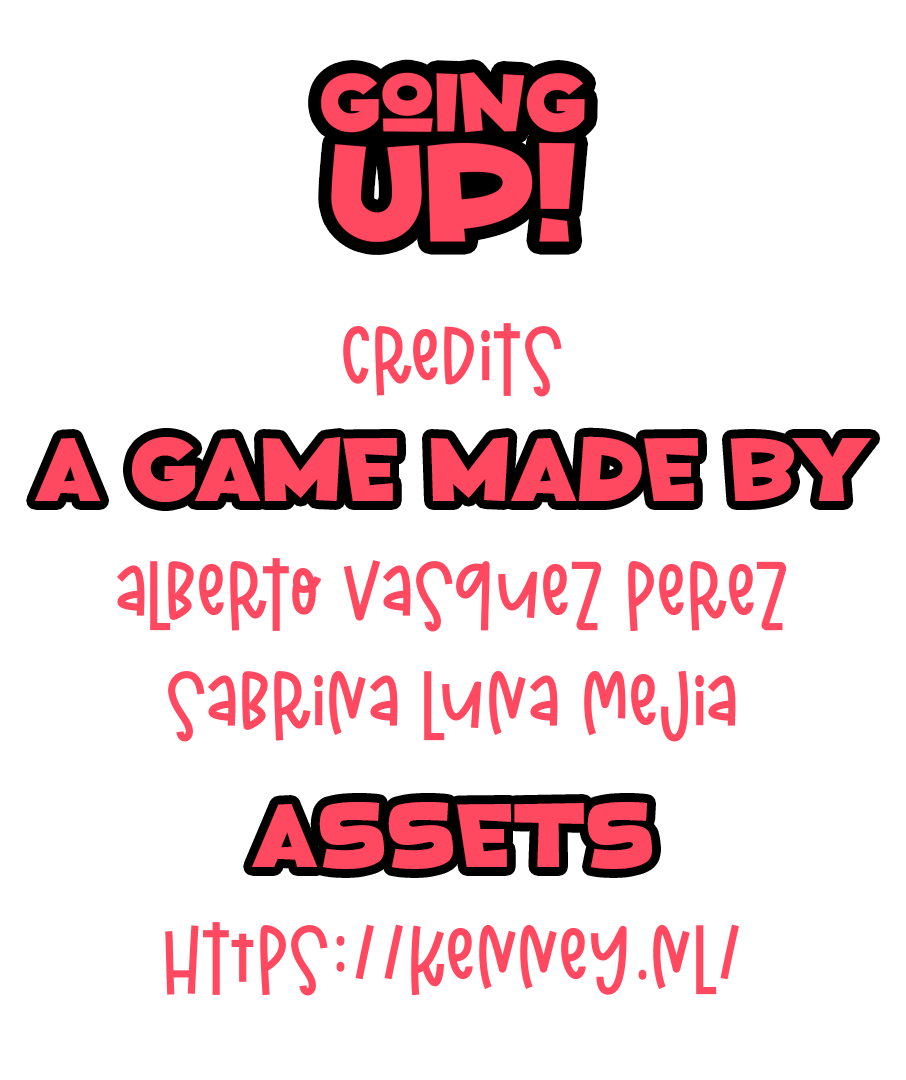 GOING
UP!
credits
A GAME MADE BY
Alberto Vasquez Perez
Sabrina Luna Mejia
ASSETS
https://kenney.nl/